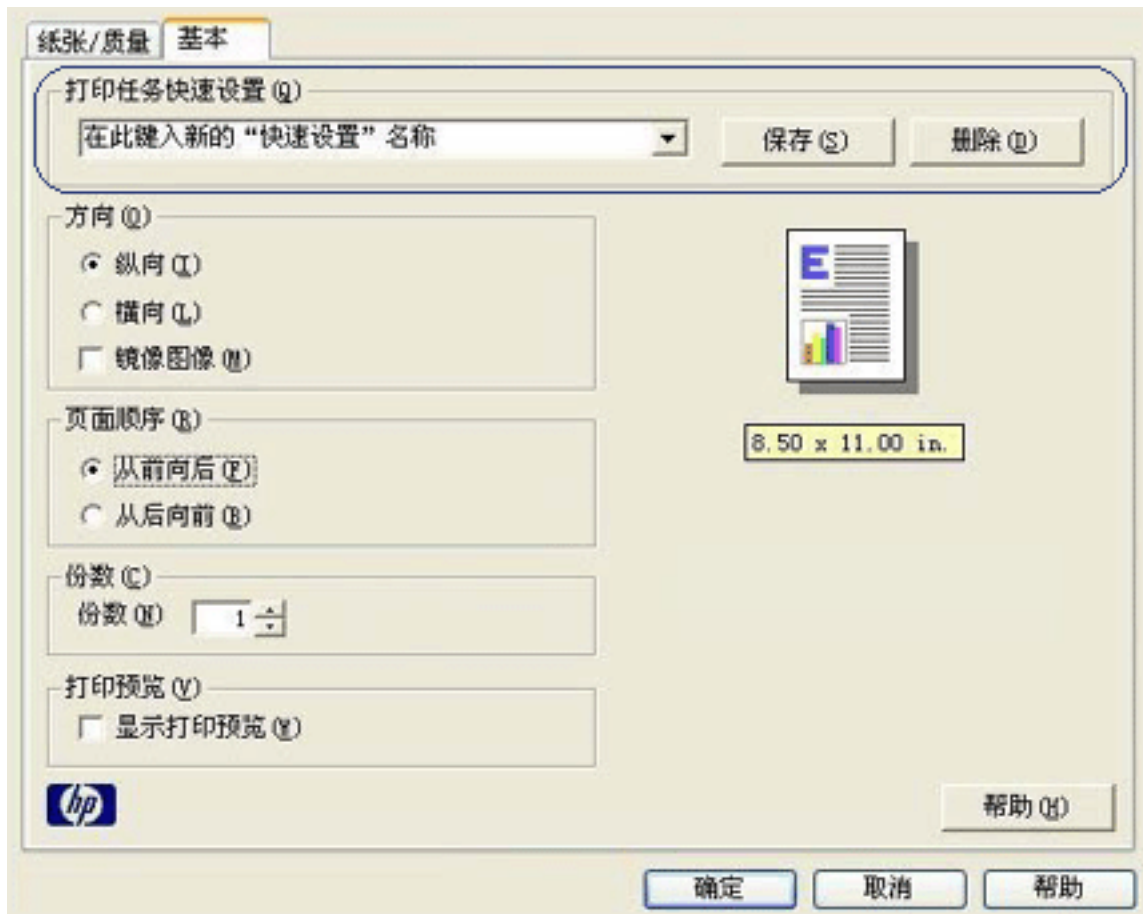 纸张/质量 基本
打印任务快速设置(Q)
在此键入新的“快速设置”名称 保存(S) 删除(D)
方向(O)
纵向(T)
横向(L)
镜像图像(M)
E
页面顺序(R)
从前向后(F)
从后向前(B)
8.50 x 11.00 in.
份数(C)
份数(N) 1
打印预览(V)
显示打印预览(W)
hp 帮助(H)
确定 取消 帮助